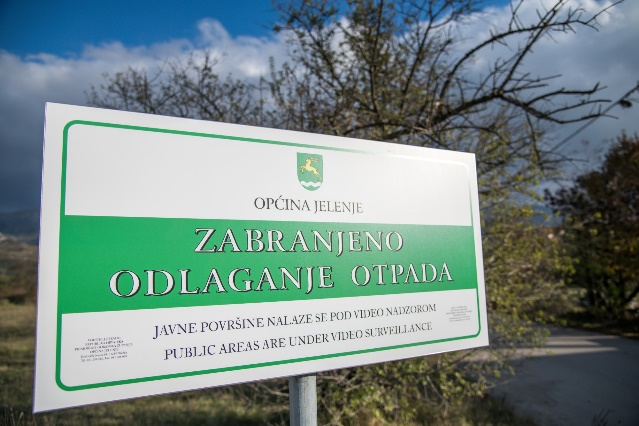 OPĆINA JELENJE
ZABRANJENO
ODLAGANJE OTPADA
JAVNE POVRŠINE NALAZE SE POD VIDEO NADZOROM
PUBLIC AREAS ARE UNDER VIDEO SURVEILLANCE